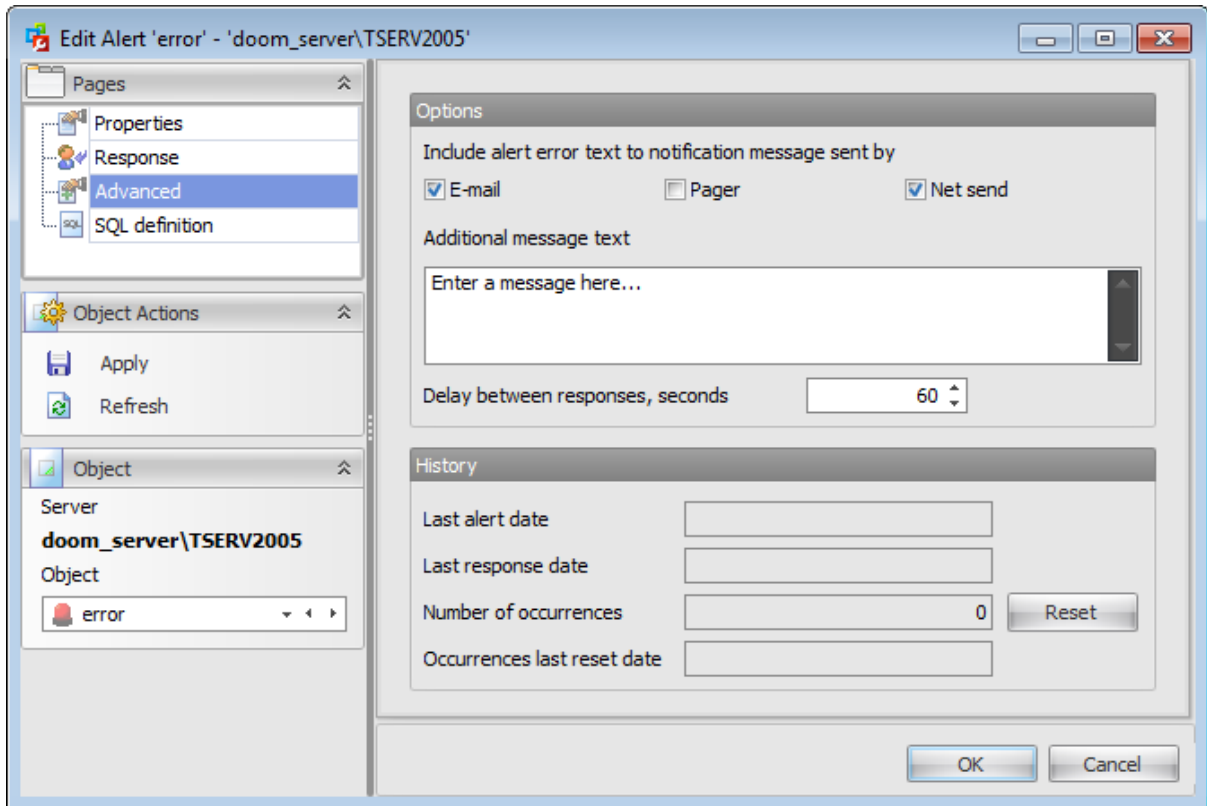 Edit Alert 'error' - 'doom_server\TSERV2005'
Pages
Properties
Response
Advanced
SQL definition
Object Actions
Apply
Refresh
Object
Server
doom_server\TSERV2005
Object
error
Options
Include alert error text to notification message sent by
E-mail Pager Net send
Additional message text
Enter a message here...
Delay between responses, seconds 60
History
Last alert date
Last response date
Number of occurrences 0 Reset
Occurrences last reset date
OK Cancel